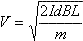 V = √(2IdBL/m)